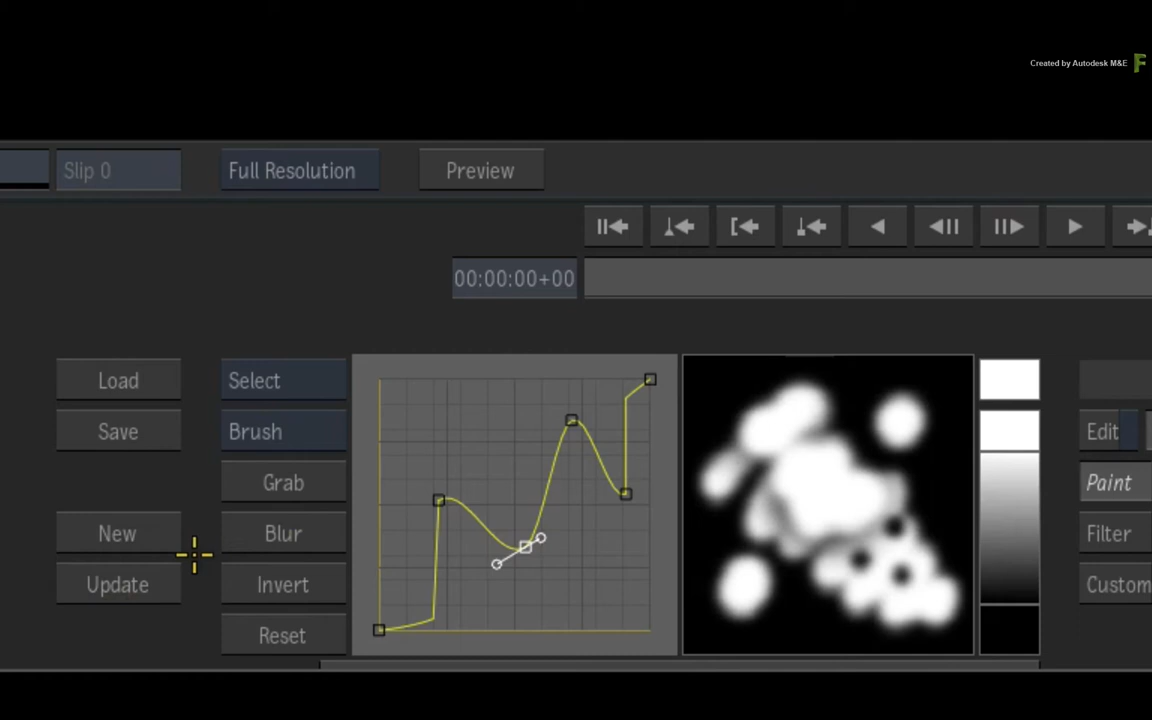 Created by Autodesk M&E
Slip 0
Full Resolution
Preview
00:00:00+00
Load
Select
Save
Brush
Edit
Grab
Paint
New
Blur
Filter
Update
Invert
Custom
Reset